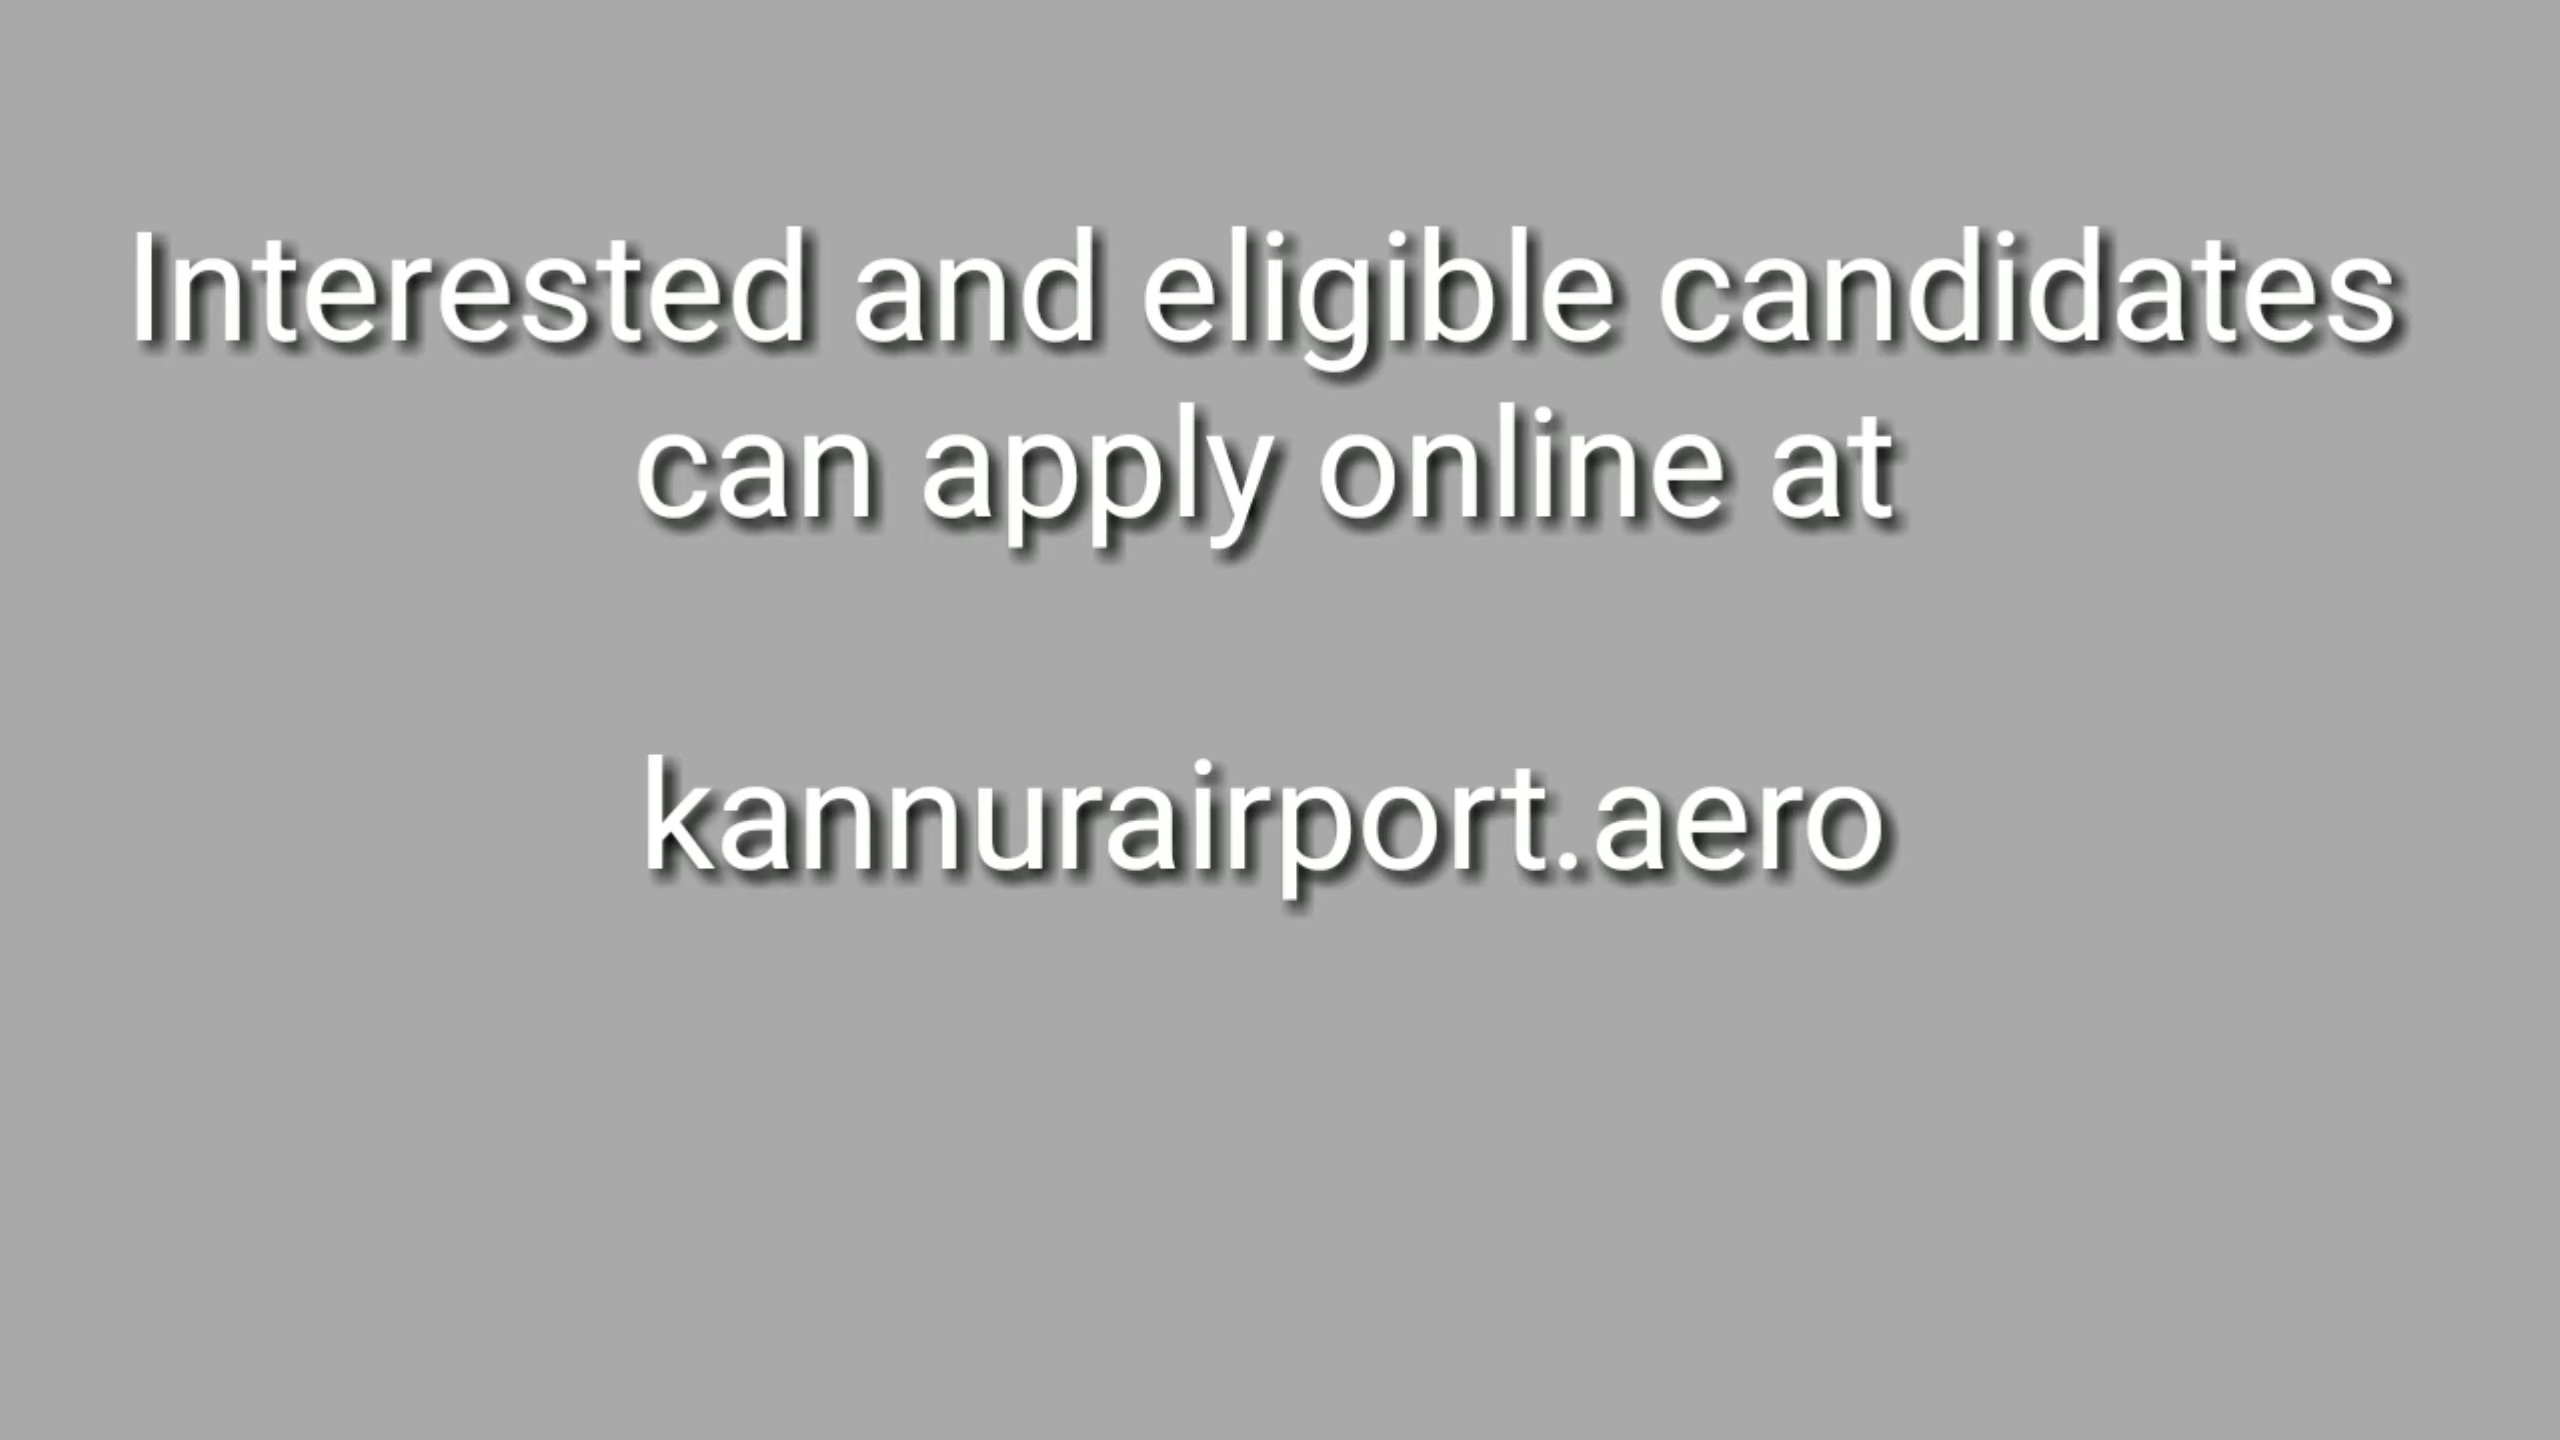 Interested and eligible candidates
can apply online at
kannurairport.aero